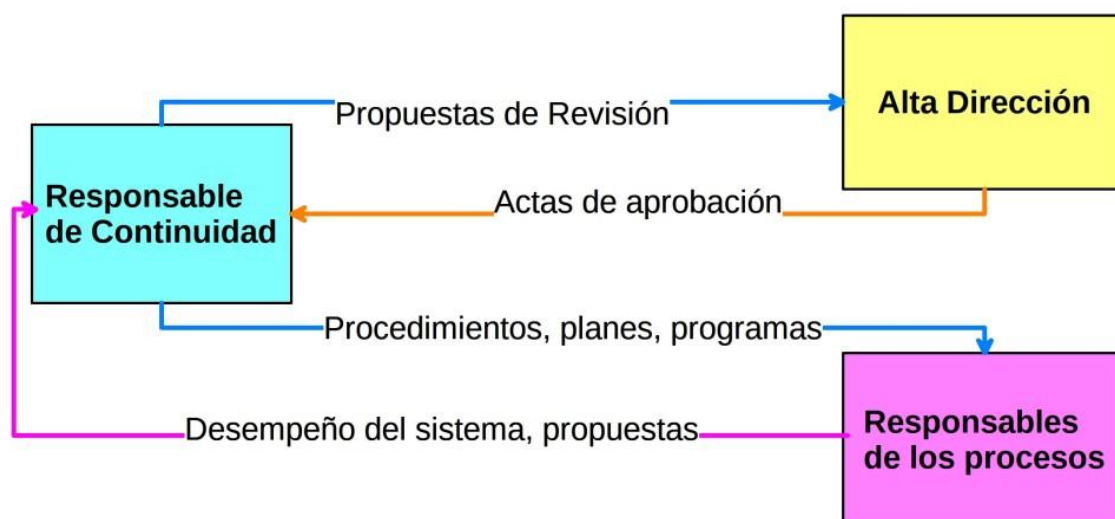 Propuestas de Revisión
Alta Dirección
Responsable
de Continuidad
Actas de aprobación
Procedimientos, planes, programas
Desempeño del sistema, propuestas
Responsables
de los procesos